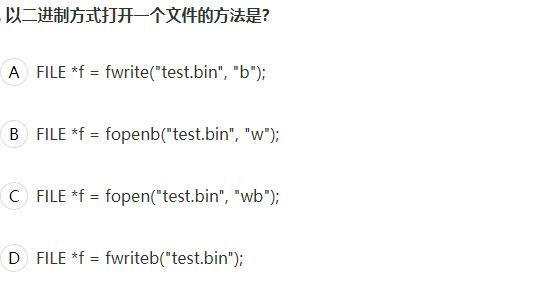 . 以二进制方式打开一个文件的方法是?
A FILE *f = fwrite("test.bin", "b");
B FILE *f = fopenb("test.bin", "w");
C FILE *f = fopen("test.bin", "wb");
D FILE *f = fwriteb("test.bin");